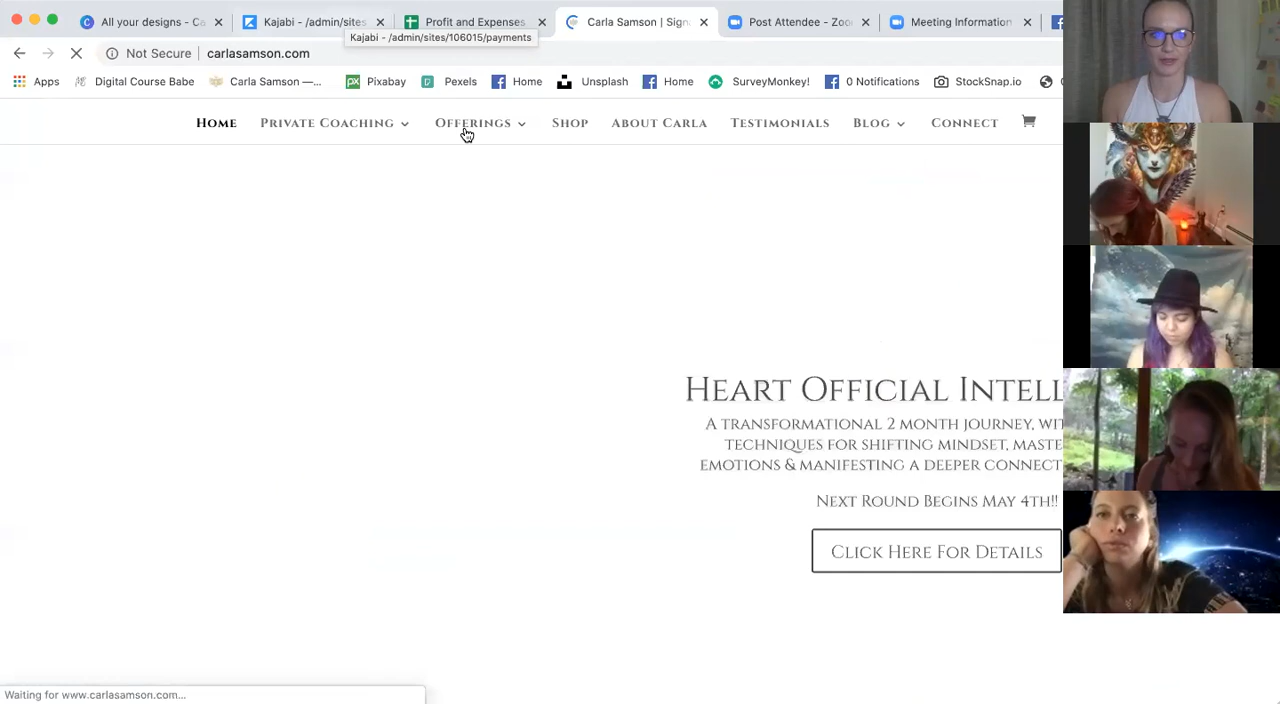 All your designs - Ca
Kajabi - /admin/sites
Profit and Expenses
Carla Samson | Sign
Post Attendee - Zoo
Meeting Information
Kajabi - /admin/sites/106015/payments
Not Secure
carlasamson.com
Apps
Digital Course Babe
Carla Samson —...
Pixabay
Pexels
Home
Unsplash
Home
SurveyMonkey!
0 Notifications
StockSnap.io
HOME
PRIVATE COACHING
OFFERINGS
SHOP
ABOUT CARLA
TESTIMONIALS
BLOG
CONNECT
HEART OFFICIAL INTELL
A TRANSFORMATIONAL 2 MONTH JOURNEY, WIT
TECHNIQUES FOR SHIFTING MINDSET, MASTE
EMOTIONS & MANIFESTING A DEEPER CONNECT
NEXT ROUND BEGINS MAY 4TH!!
CLICK HERE FOR DETAILS
Waiting for www.carlasamson.com...